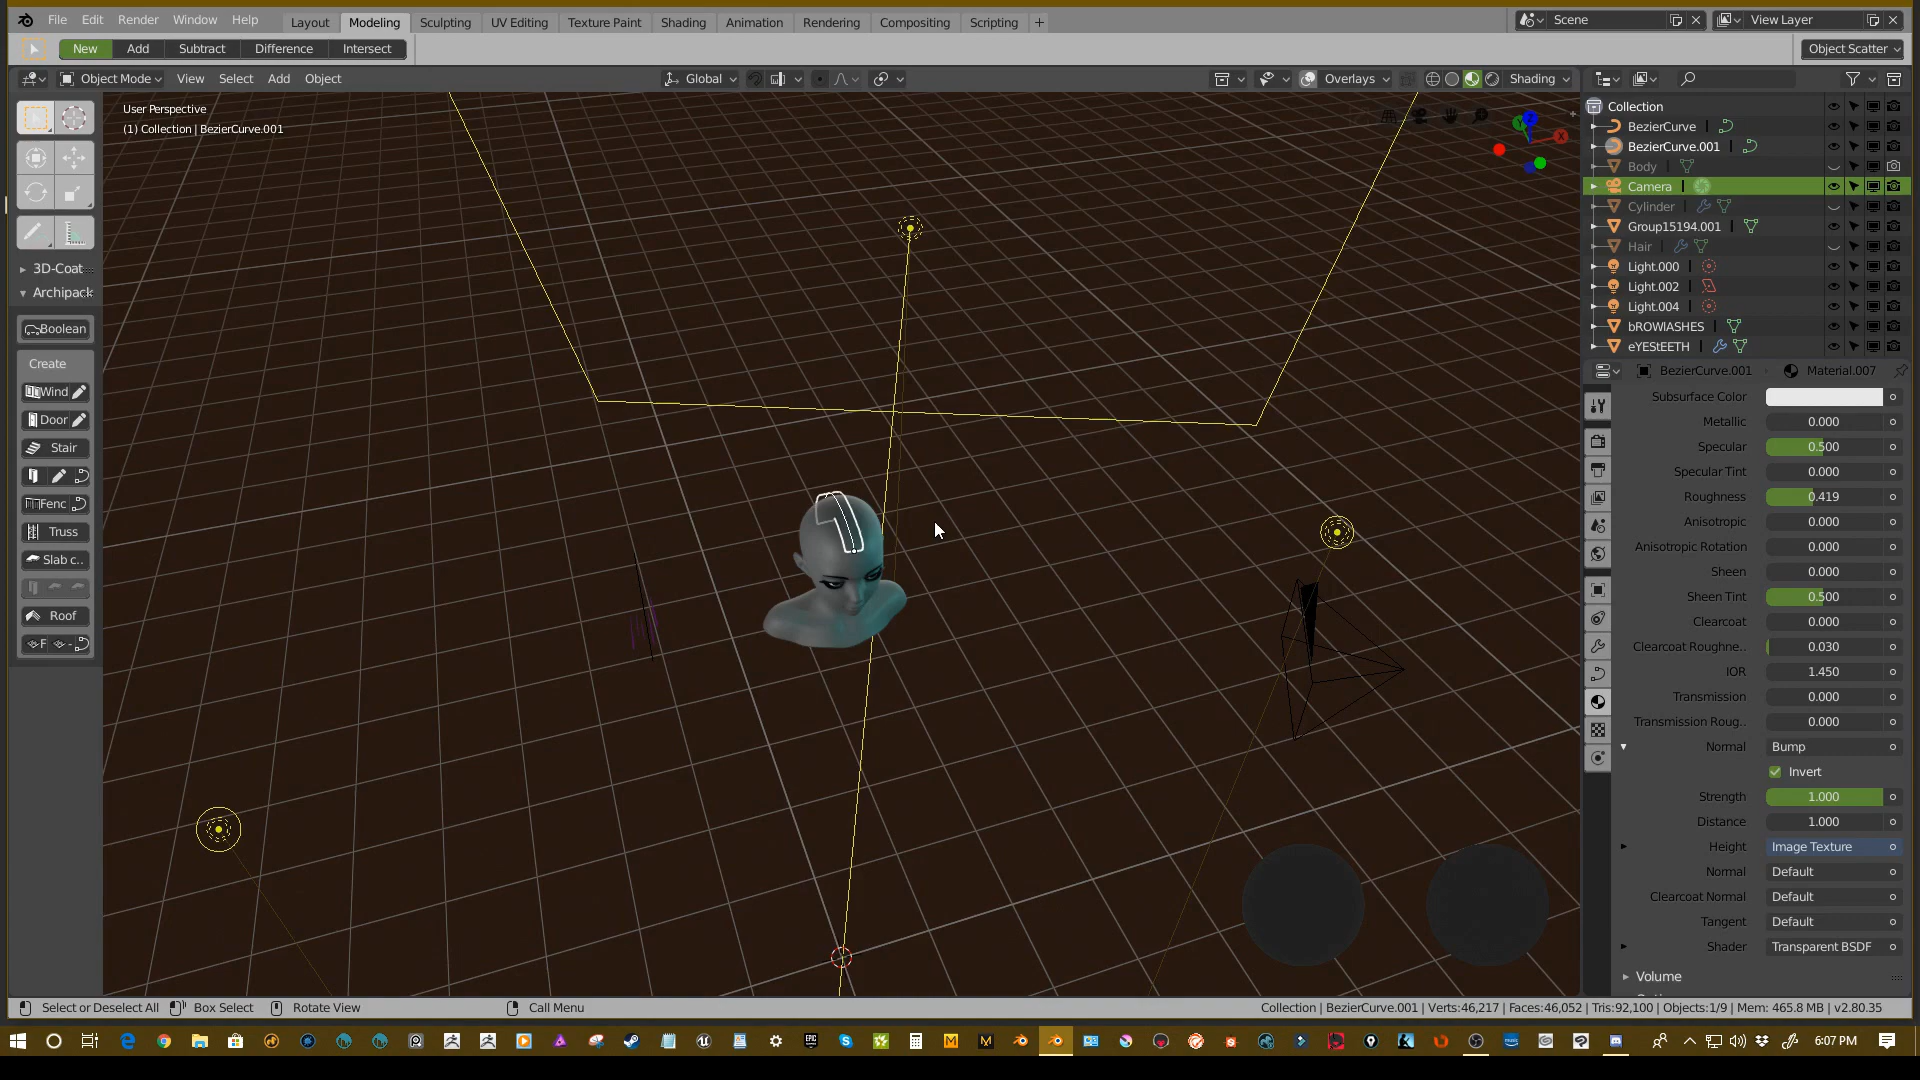 File Edit Render Window Help Layout Modeling Sculpting UV Editing Texture Paint Shading Animation Rendering Compositing Scripting + Scene View Layer
New Add Subtract Difference Intersect Object Scatter
Object Mode View Select Add Object Global Overlays Shading
User Perspective
(1) Collection | BezierCurve.001
3D-Coat
Archipack
Boolean
Create
Wind
Door
Stair
Fenc
Truss
Slab c..
Roof
F
X
Y
Z
Collection
BezierCurve
BezierCurve.001
Body
Camera
Cylinder
Group15194.001
Hair
Light.000
Light.002
Light.004
bROWlASHES
eYEStEETH
BezierCurve.001 Material.007
Subsurface Color
Metallic 0.000
Specular 0.500
Specular Tint 0.000
Roughness 0.419
Anisotropic 0.000
Anisotropic Rotation 0.000
Sheen 0.000
Sheen Tint 0.500
Clearcoat 0.000
Clearcoat Roughne.. 0.030
IOR 1.450
Transmission 0.000
Transmission Roug.. 0.000
Normal Bump
Invert
Strength 1.000
Distance 1.000
Height Image Texture
Normal Default
Clearcoat Normal Default
Tangent Default
Shader Transparent BSDF
Volume
Select or Deselect All Box Select Rotate View Call Menu Collection | BezierCurve.001 | Verts:46,217 | Faces:46,052 | Tris:92,100 | Objects:1/9 | Mem: 465.8 MB | v2.80.35
6:07 PM